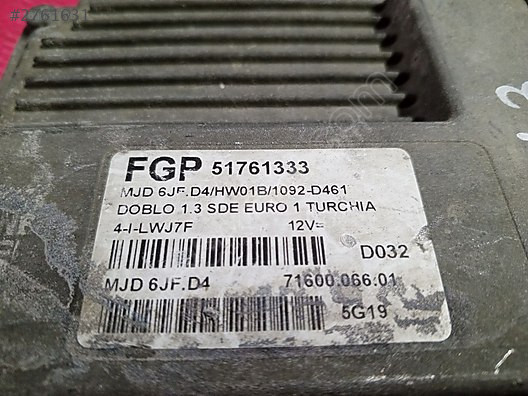 #2761631
FGP 51761333
MJD 6JF.D4/HW01B/1092-D461
DOBLO 1.3 SDE EURO 1 TURCHIA
4-I-LWJ7F 12V=
D032
MJD 6JF.D4 71600.066.01
5G19